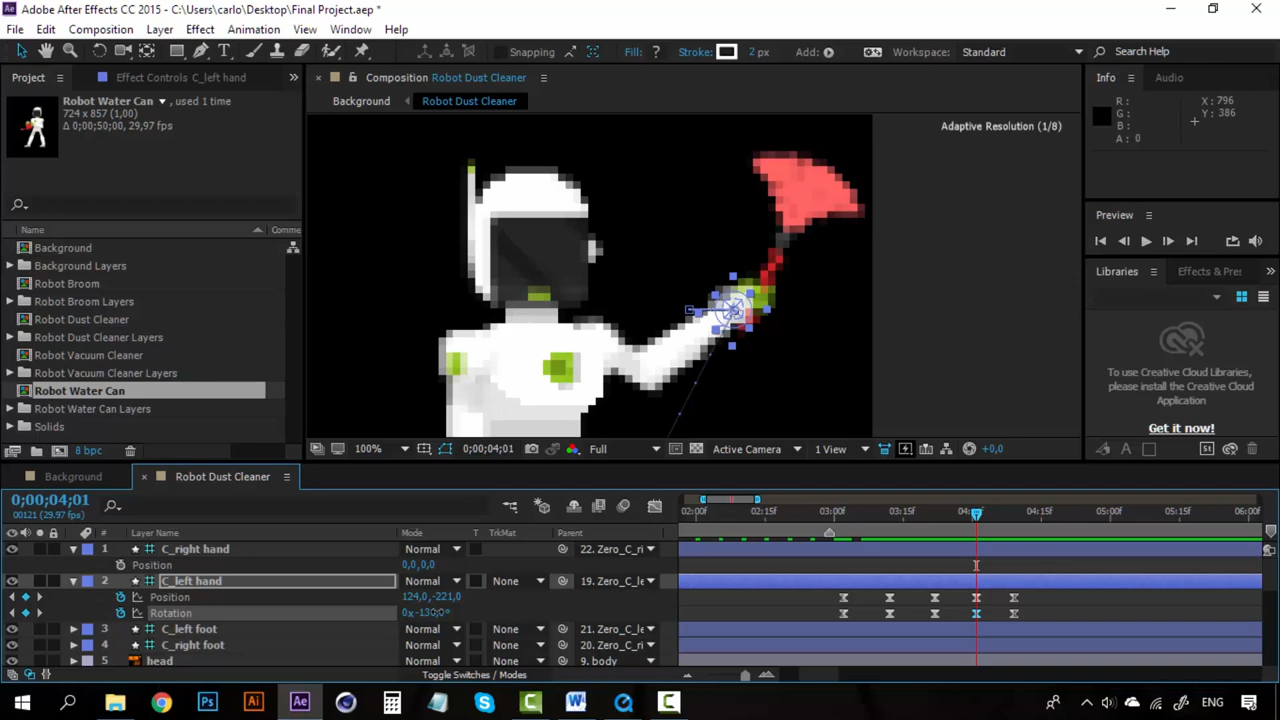 Adobe After Effects CC 2015 - C:\Users\carlo\Desktop\Final Project.aep *
File Edit Composition Layer Effect Animation View Window Help
Snapping Fill: ? Stroke: 2 px Add: Workspace: Standard Search Help
Project Effect Controls C_left hand Composition Robot Dust Cleaner Info Audio
Robot Water Can , used 1 time
724 x 857 (1,00)
Δ 0;00;50;00, 29,97 fps
Background Robot Dust Cleaner
Adaptive Resolution (1/8)
R :
G :
B :
A : 0
X : 796
Y : 386
Name Comme
Background
Background Layers
Robot Broom
Robot Broom Layers
Robot Dust Cleaner
Robot Dust Cleaner Layers
Robot Vacuum Cleaner
Robot Vacuum Cleaner Layers
Robot Water Can
Robot Water Can Layers
Solids
8 bpc
Preview
Libraries Effects & Pre
To use Creative Cloud Libraries,
please install the Creative Cloud
Application
Get it now!
100% 0;00;04;01 Full Active Camera 1 View +0,0
St
Background Robot Dust Cleaner
0;00;04;01
00121 (29.97 fps)
02:00f 02:15f 03:00f 03:15f 04:15f 05:00f 05:15f 06:00f
# Layer Name Mode T TrkMat Parent
1 C_right hand Normal 22. Zero_C_ri
Position 0,0,0,0
2 C_left hand Normal None 19. Zero_C_le
Position 124,0,-221,0
Rotation
3 C_left foot Normal None 21. Zero_C_le
4 C_right foot Normal None 20. Zero_C_ri
5 head Normal None 9. body
Toggle Switches / Modes
Ps Ai Ae ENG